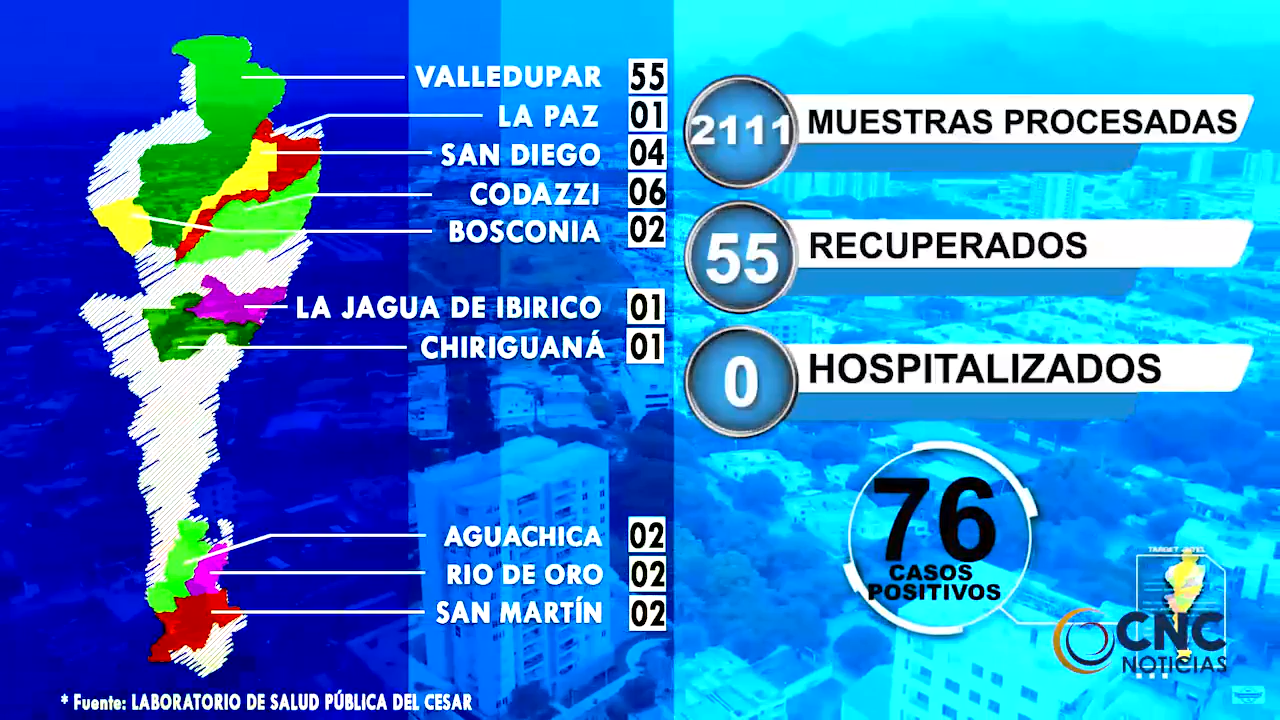 VALLEDUPAR 55
LA PAZ 01
SAN DIEGO 04
CODAZZI 06
BOSCONIA 02
LA JAGUA DE IBIRICO 01
CHIRIGUANÁ 01
AGUACHICA 02
RIO DE ORO 02
SAN MARTÍN 02
* Fuente: LABORATORIO DE SALUD PÚBLICA DEL CESAR
2111 MUESTRAS PROCESADAS
55 RECUPERADOS
0 HOSPITALIZADOS
76
CASOS
POSITIVOS
CNC
NOTICIAS